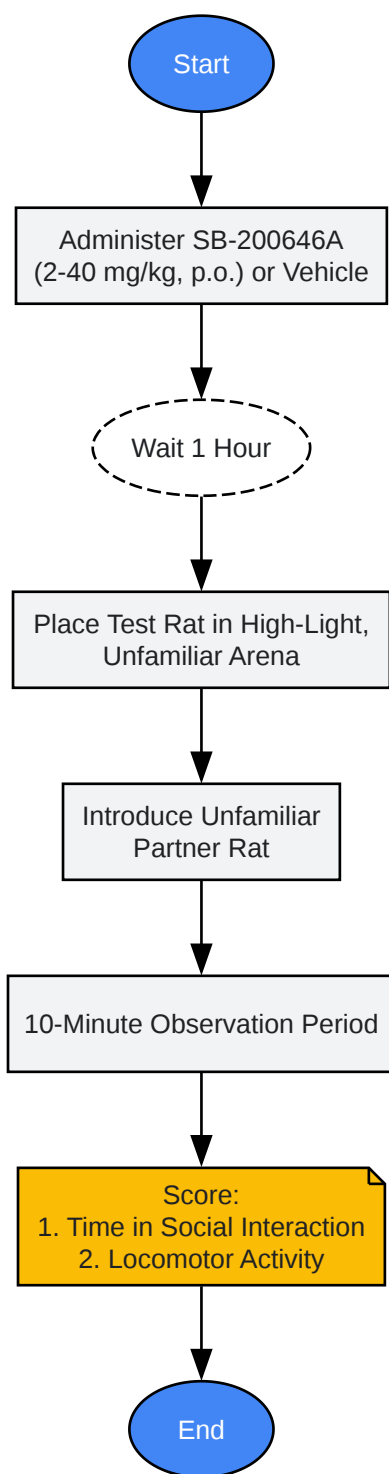 Start
Administer SB-200646A
(2-40 mg/kg, p.o.) or Vehicle
Wait 1 Hour
Place Test Rat in High-Light,
Unfamiliar Arena
Introduce Unfamiliar
Partner Rat
10-Minute Observation Period
Score:
1. Time in Social Interaction
2. Locomotor Activity
End